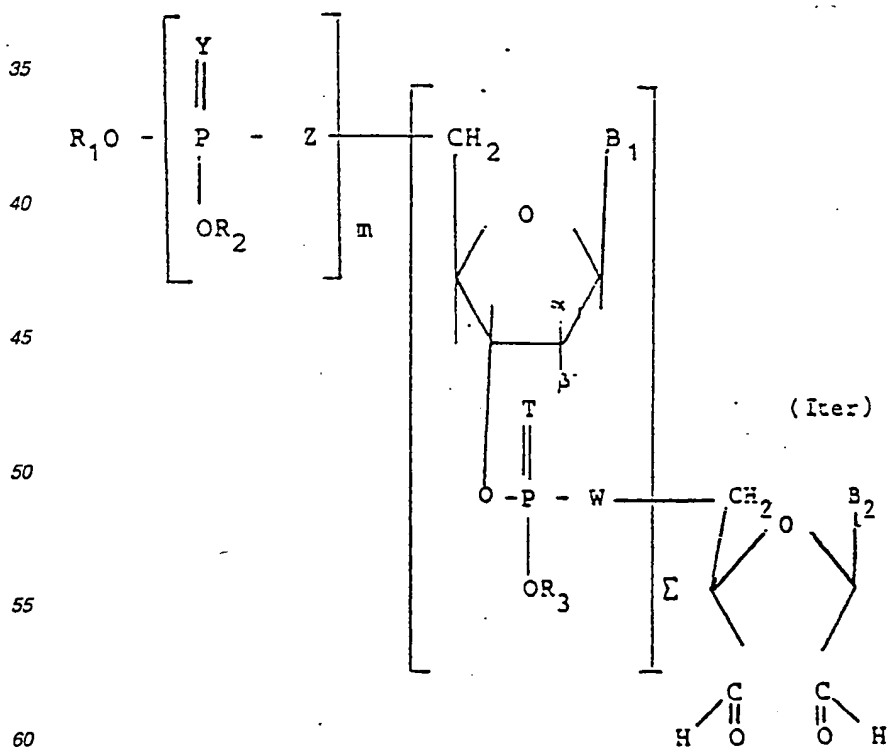 35 Y
R₁O - P - Z CH₂ B₁
40 O
OR₂ m
α
45 β
T (Iter)
50 O - P - W CH₂ O B₂
OR₃ Σ
55
C C
H O O H
60